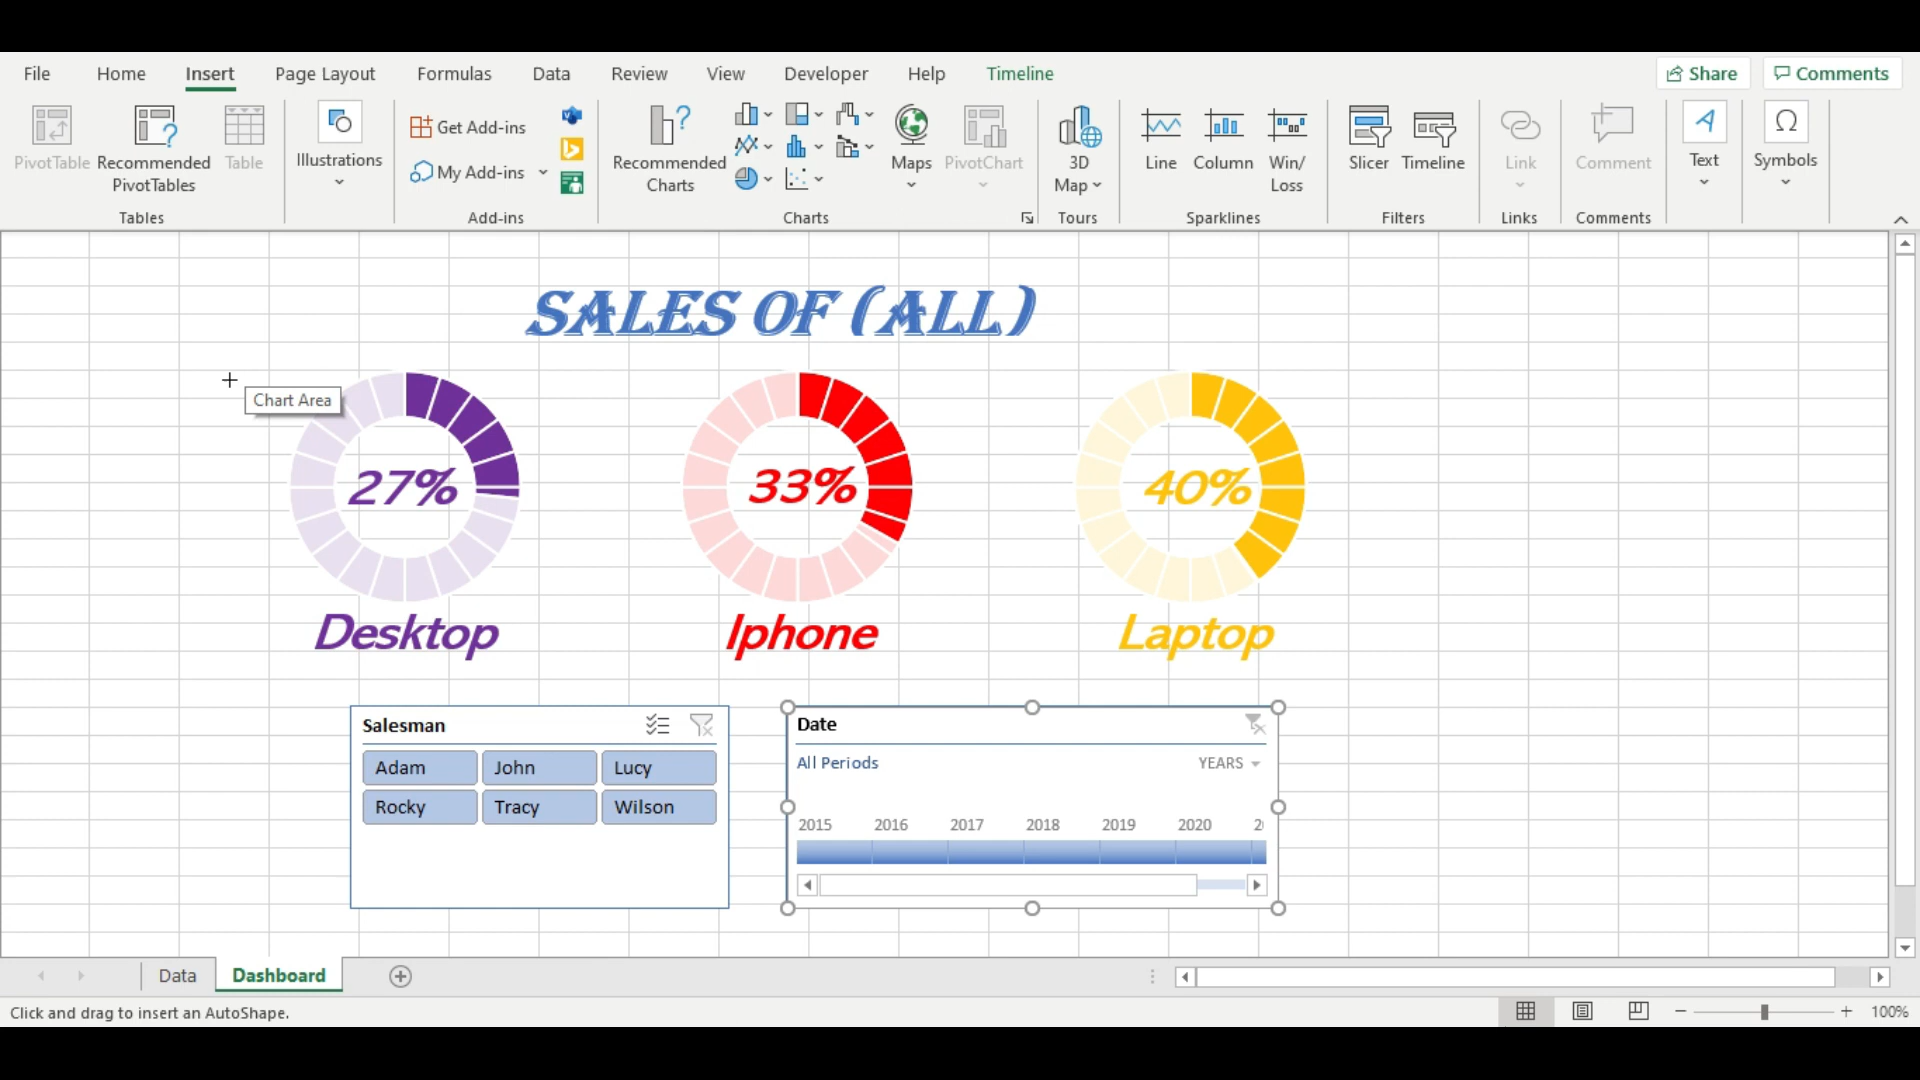 File Home Insert Page Layout Formulas Data Review View Developer Help Timeline Share Comments
PivotTable Recommended PivotTables Table
Illustrations
Get Add-ins
My Add-ins
Recommended Charts
Maps PivotChart
3D Map
Line Column Win/ Loss
Slicer Timeline
Link
Comment
Text
Symbols
Tables Add-ins Charts Tours Sparklines Filters Links Comments
SALES OF (ALL)
Chart Area
27% 33% 40%
Desktop Iphone Laptop
Salesman
Adam John Lucy
Rocky Tracy Wilson
Date
All Periods YEARS
2015 2016 2017 2018 2019 2020
Data Dashboard
Click and drag to insert an AutoShape.
100%